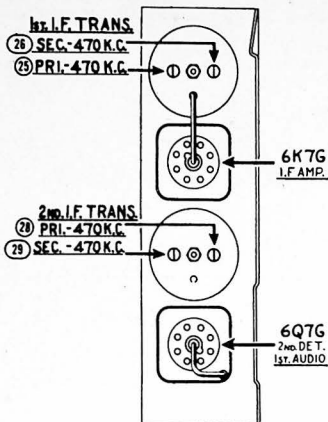 1ST. I.F. TRANS.
26 SEC.-470 K.C.
25 PRI.-470 K.C.
6K7G
I.F. AMP.
2ND. I.F. TRANS.
28 PRI.-470 K.C.
29 SEC.-470 K.C.
6Q7G
2ND. DET.
1ST. AUDIO